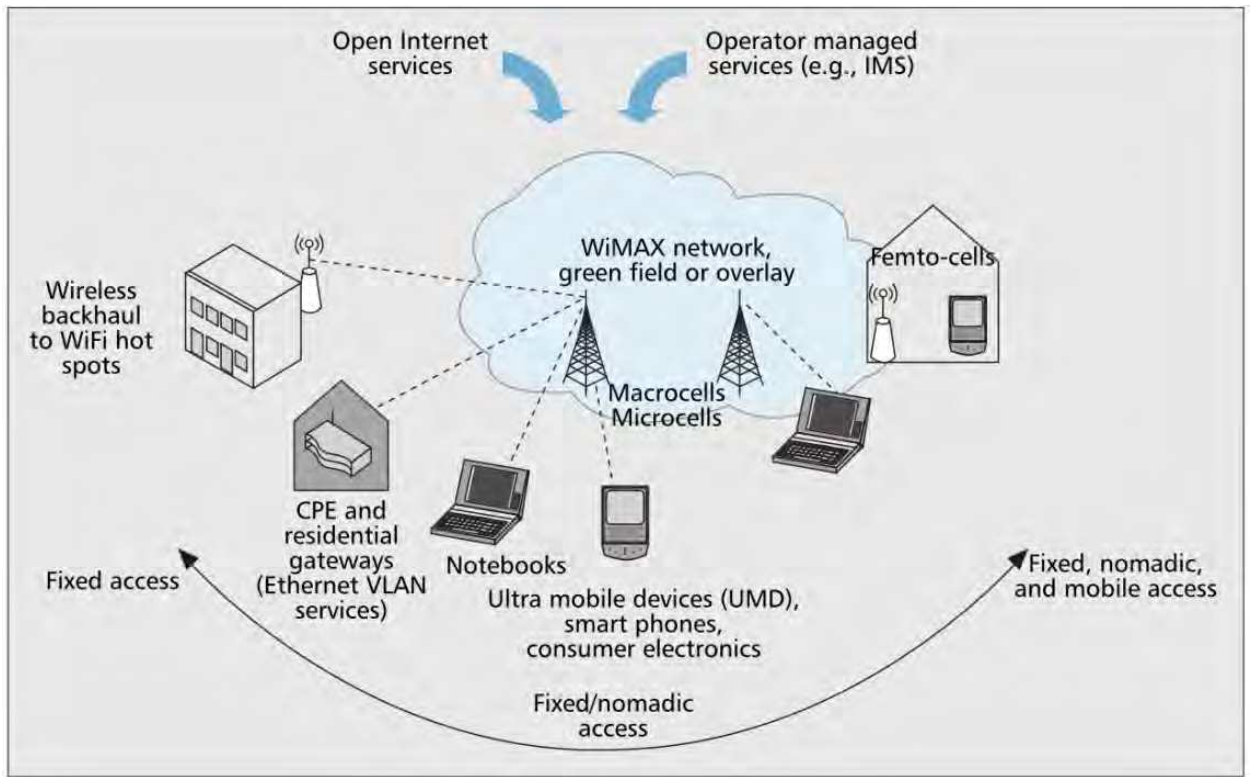 Open Internet
services
Operator managed
services (e.g., IMS)
WiMAX network,
green field or overlay
Femto-cells
Wireless
backhaul
to WiFi hot
spots
Macrocells
Microcells
CPE and
residential
gateways
(Ethernet VLAN
services)
Notebooks
Ultra mobile devices (UMD),
smart phones,
consumer electronics
Fixed access
Fixed, nomadic,
and mobile access
Fixed/nomadic
access